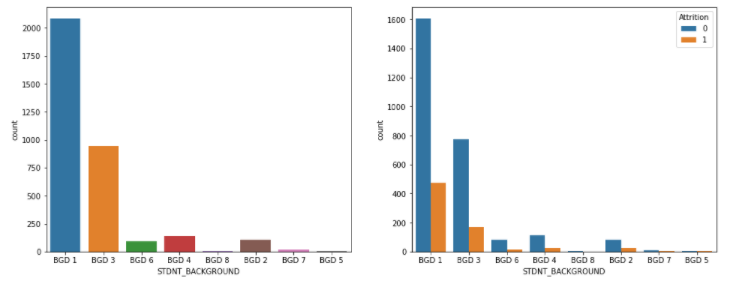 2000
1750
1500
1250
1000
750
500
250
0
count
BGD 1 BGD 3 BGD 6 BGD 4 BGD 8 BGD 2 BGD 7 BGD 5
STDNT_BACKGROUND
1600
1400
1200
1000
800
600
400
200
0
count
Attrition
0
1
BGD 1 BGD 3 BGD 6 BGD 4 BGD 8 BGD 2 BGD 7 BGD 5
STDNT_BACKGROUND